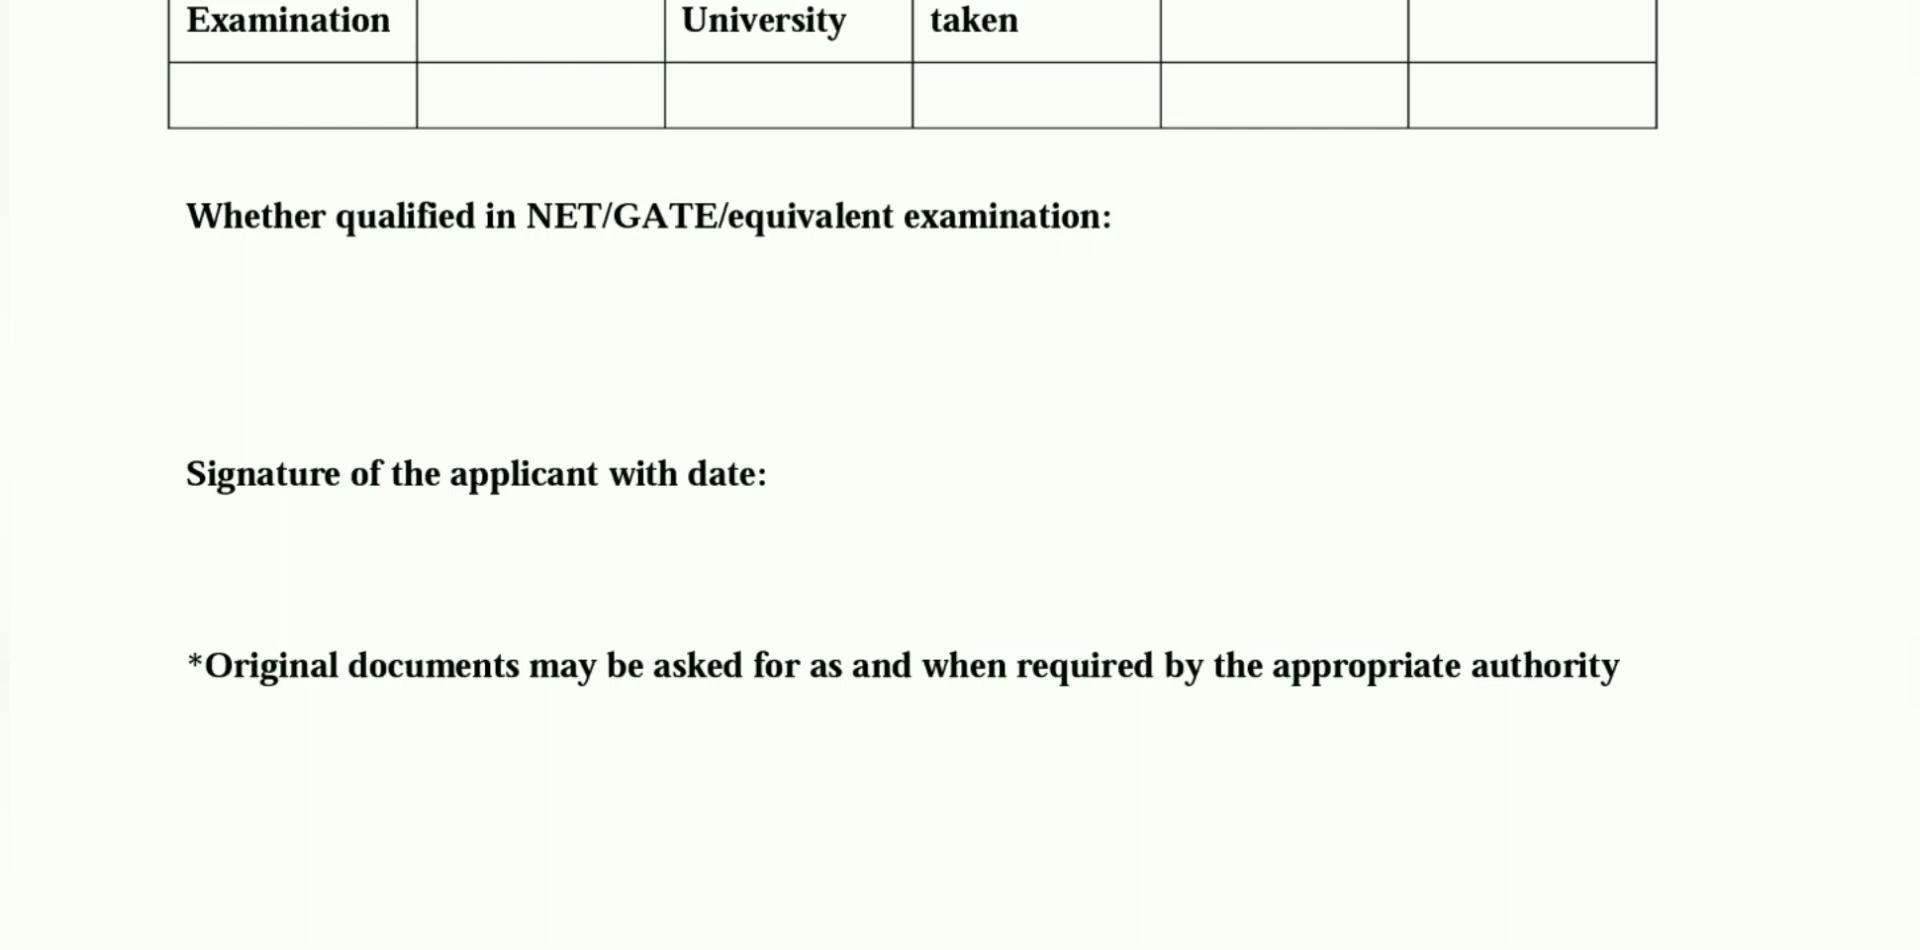 Examination University taken
Whether qualified in NET/GATE/equivalent examination:
Signature of the applicant with date:
*Original documents may be asked for as and when required by the appropriate authority